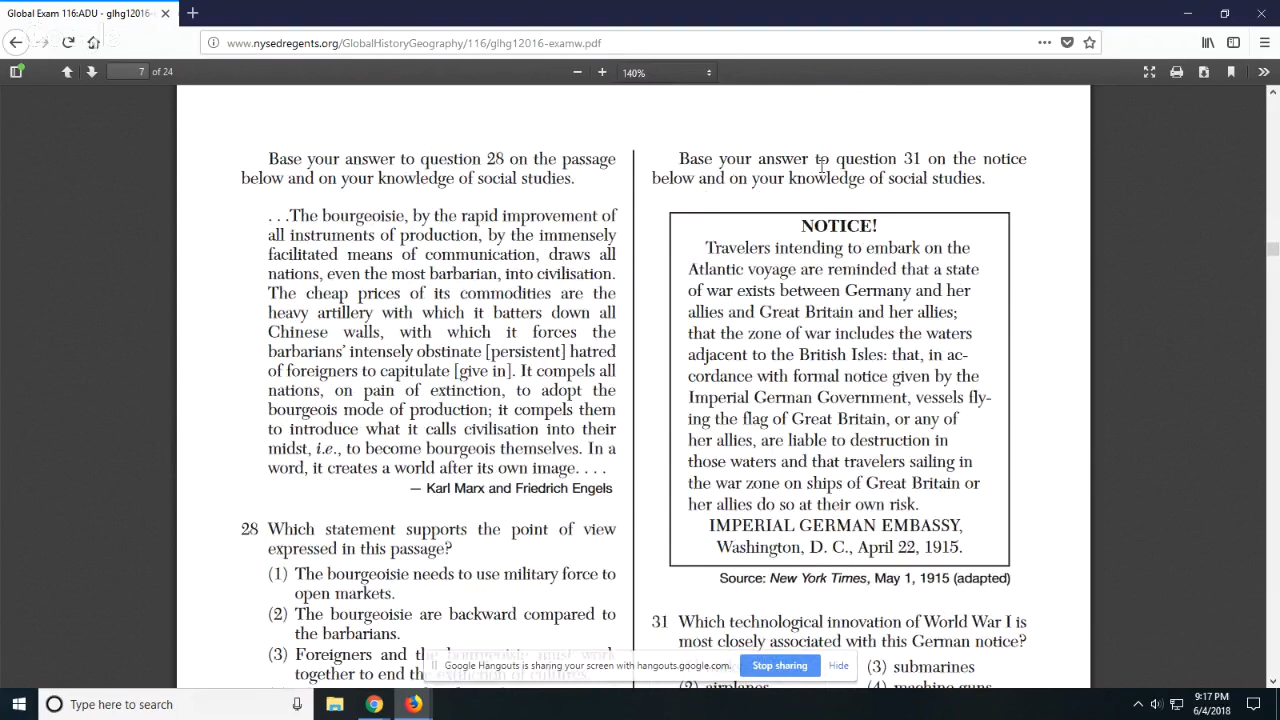 Global Exam 116:ADU - glhg12016-
www.nysedregents.org/GlobalHistoryGeography/116/glhg12016-examw.pdf
7 of 24
140%
Base your answer to question 28 on the passage
below and on your knowledge of social studies.
. . .The bourgeoisie, by the rapid improvement of
all instruments of production, by the immensely
facilitated means of communication, draws all
nations, even the most barbarian, into civilisation.
The cheap prices of its commodities are the
heavy artillery with which it batters down all
Chinese walls, with which it forces the
barbarians' intensely obstinate [persistent] hatred
of foreigners to capitulate [give in]. It compels all
nations, on pain of extinction, to adopt the
bourgeois mode of production; it compels them
to introduce what it calls civilisation into their
midst, i.e., to become bourgeois themselves. In a
word, it creates a world after its own image. . . .
— Karl Marx and Friedrich Engels
28 Which statement supports the point of view
expressed in this passage?
(1) The bourgeoisie needs to use military force to
open markets.
(2) The bourgeoisie are backward compared to
the barbarians.
(3) Foreigners and the bourgeoisie must work
together to end the extinction of cultures.
Base your answer to question 31 on the notice
below and on your knowledge of social studies.
NOTICE!
Travelers intending to embark on the
Atlantic voyage are reminded that a state
of war exists between Germany and her
allies and Great Britain and her allies;
that the zone of war includes the waters
adjacent to the British Isles: that, in ac-
cordance with formal notice given by the
Imperial German Government, vessels fly-
ing the flag of Great Britain, or any of
her allies, are liable to destruction in
those waters and that travelers sailing in
the war zone on ships of Great Britain or
her allies do so at their own risk.
IMPERIAL GERMAN EMBASSY,
Washington, D. C., April 22, 1915.
Source: New York Times, May 1, 1915 (adapted)
31 Which technological innovation of World War I is
most closely associated with this German notice?
(3) submarines
(2) airplanes (4) machine guns
Google Hangouts is sharing your screen with hangouts.google.com.
Stop sharing
Hide
Type here to search
9:17 PM
6/4/2018